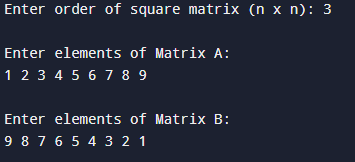 Enter order of square matrix (n x n): 3
Enter elements of Matrix A:
1 2 3 4 5 6 7 8 9
Enter elements of Matrix B:
9 8 7 6 5 4 3 2 1